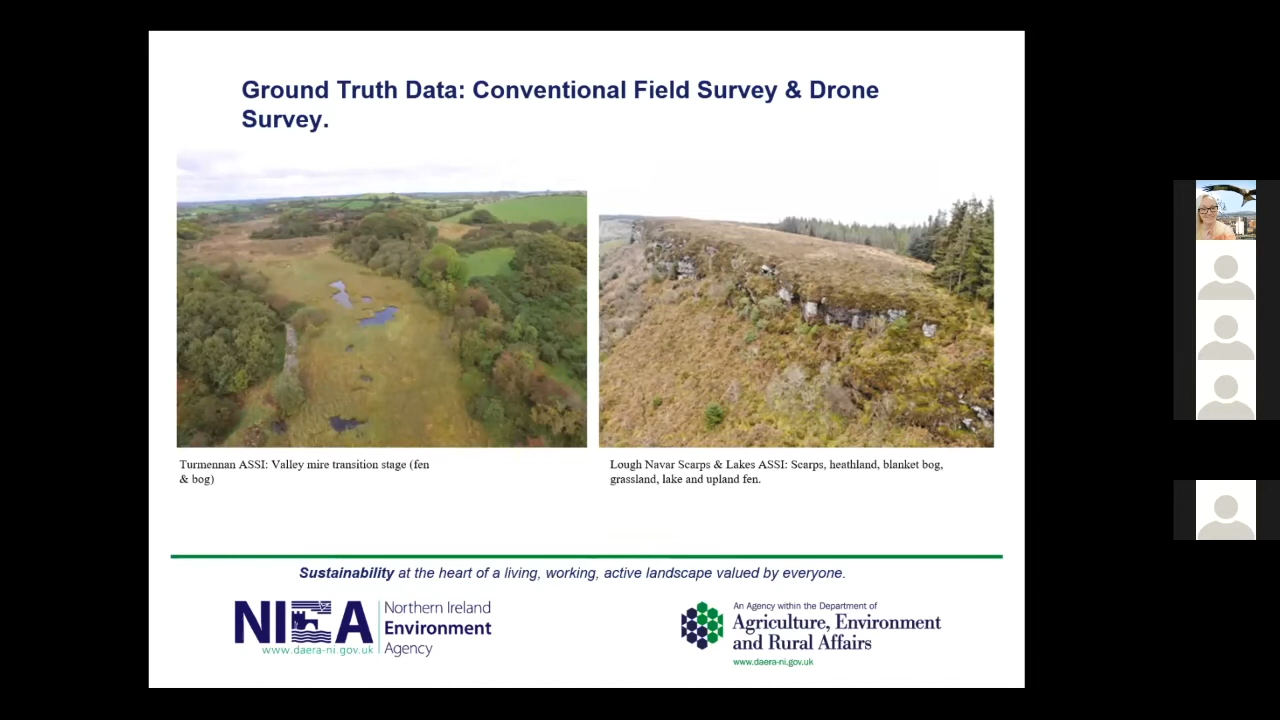 Ground Truth Data: Conventional Field Survey & Drone
Survey.
Turmennan ASSI: Valley mire transition stage (fen
& bog)
Lough Navar Scarps & Lakes ASSI: Scarps, heathland, blanket bog,
grassland, lake and upland fen.
Sustainability at the heart of a living, working, active landscape valued by everyone.
NIEA
www.daera-ni.gov.uk
Northern Ireland
Environment
Agency
An Agency within the Department of
Agriculture, Environment
and Rural Affairs
www.daera-ni.gov.uk